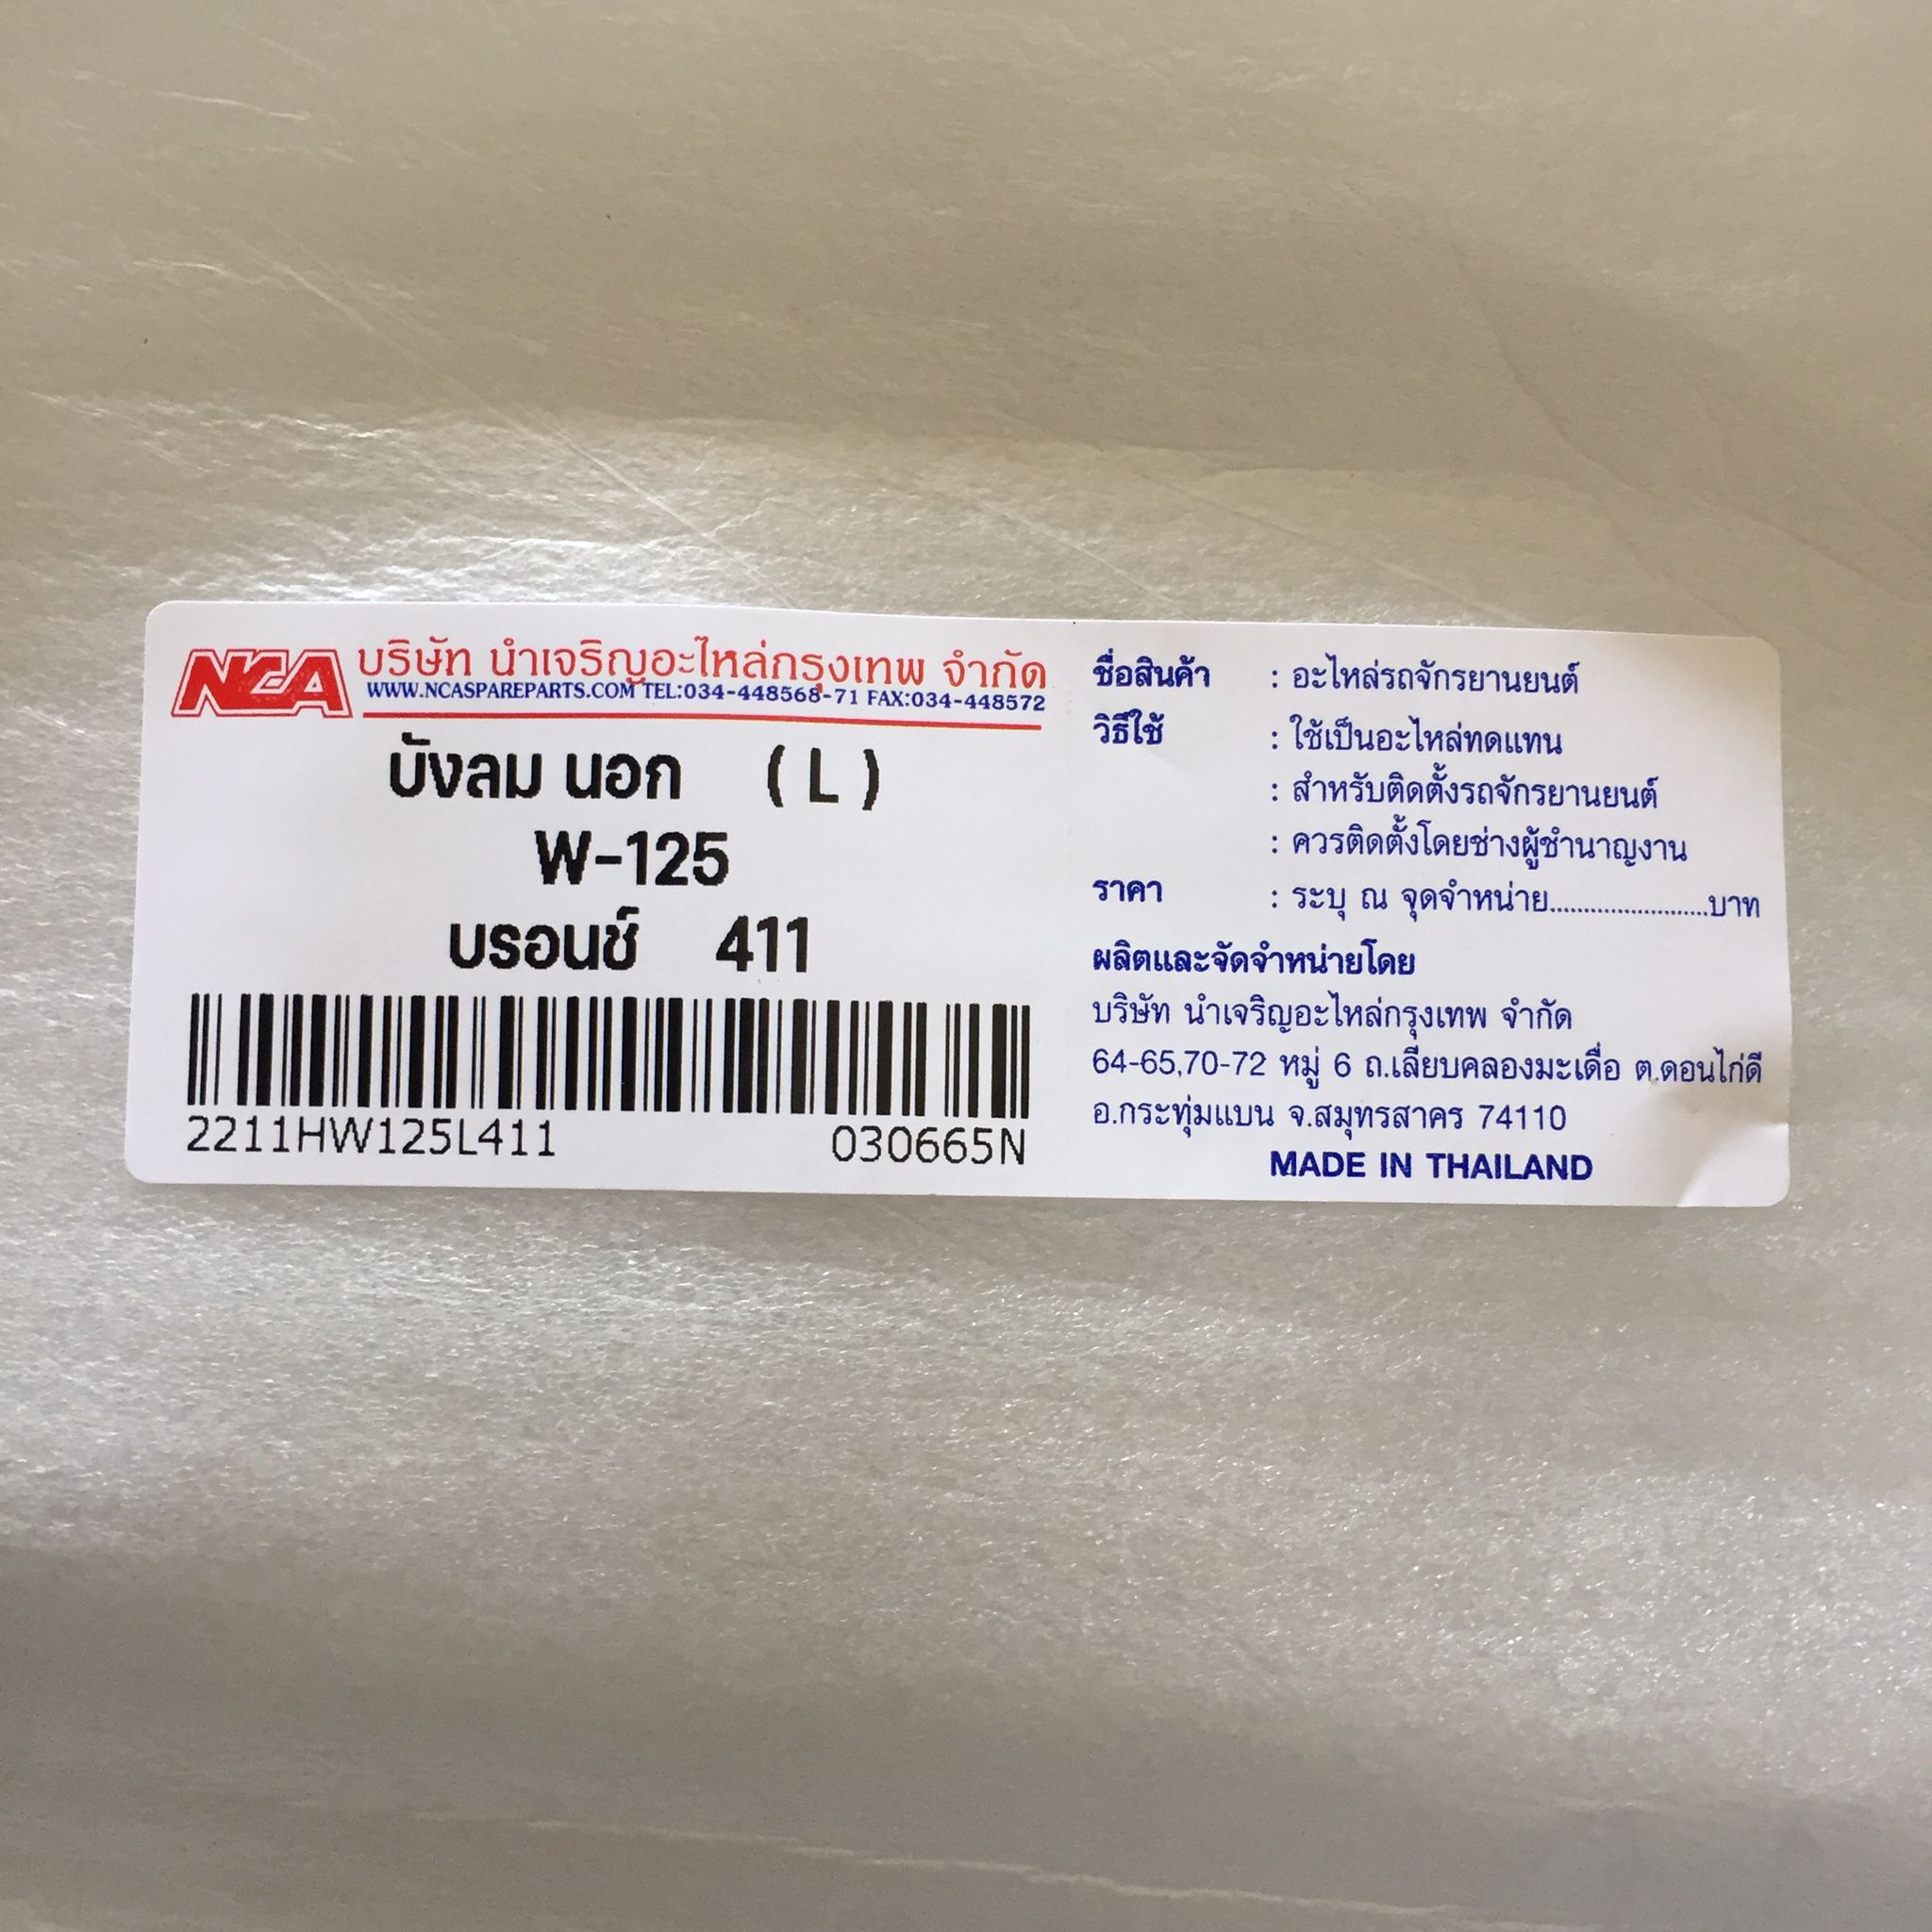 NCA บริษัท นำเจริญอะไหล่กรุงเทพ จำกัด
WWW.NCASPAREPARTS.COM TEL:034-448568-71 FAX:034-448572
บังลม นอก ( L )
W-125
บรอนซ์ 411
2211HW125L411 030665N
ชื่อสินค้า : อะไหล่รถจักรยานยนต์
วิธีใช้ : ใช้เป็นอะไหล่ทดแทน
: สำหรับติดตั้งรถจักรยานยนต์
: ควรติดตั้งโดยช่างผู้ชำนาญงาน
ราคา : ระบุ ณ จุดจำหน่าย.......................บาท
ผลิตและจัดจำหน่ายโดย
บริษัท นำเจริญอะไหล่กรุงเทพ จำกัด
64-65,70-72 หมู่ 6 ถ.เลียบคลองมะเดื่อ ต.ดอนไก่ดี
อ.กระทุ่มแบน จ.สมุทรสาคร 74110
MADE IN THAILAND